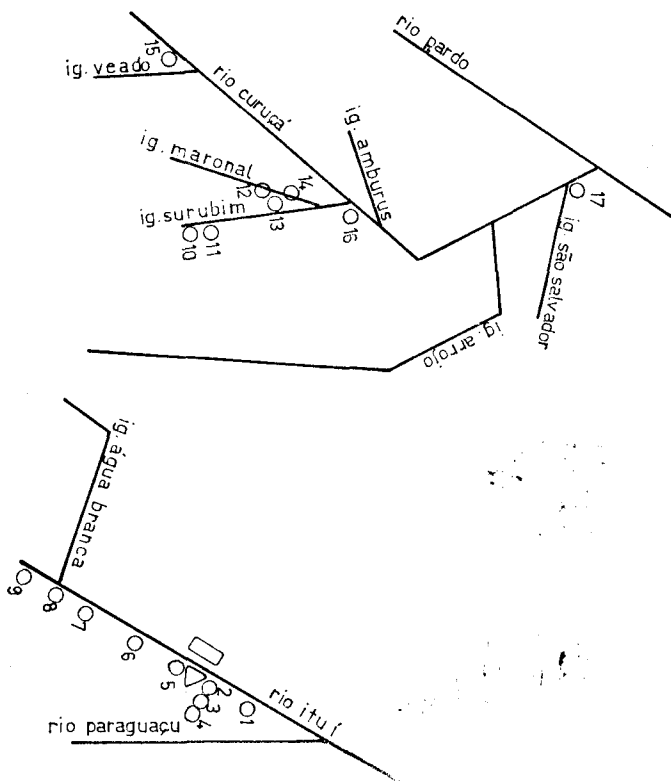 rio pardo
15
ig. veado
rio curuçá
ig. amburus
ig. maronal
14
12
13
ig. surubim
10
11
16
17
ig. são salvador
ig. arrojo
ig. água branca
9
8
7
6
5
2
3
4
1
rio ituí
rio paraguaçu